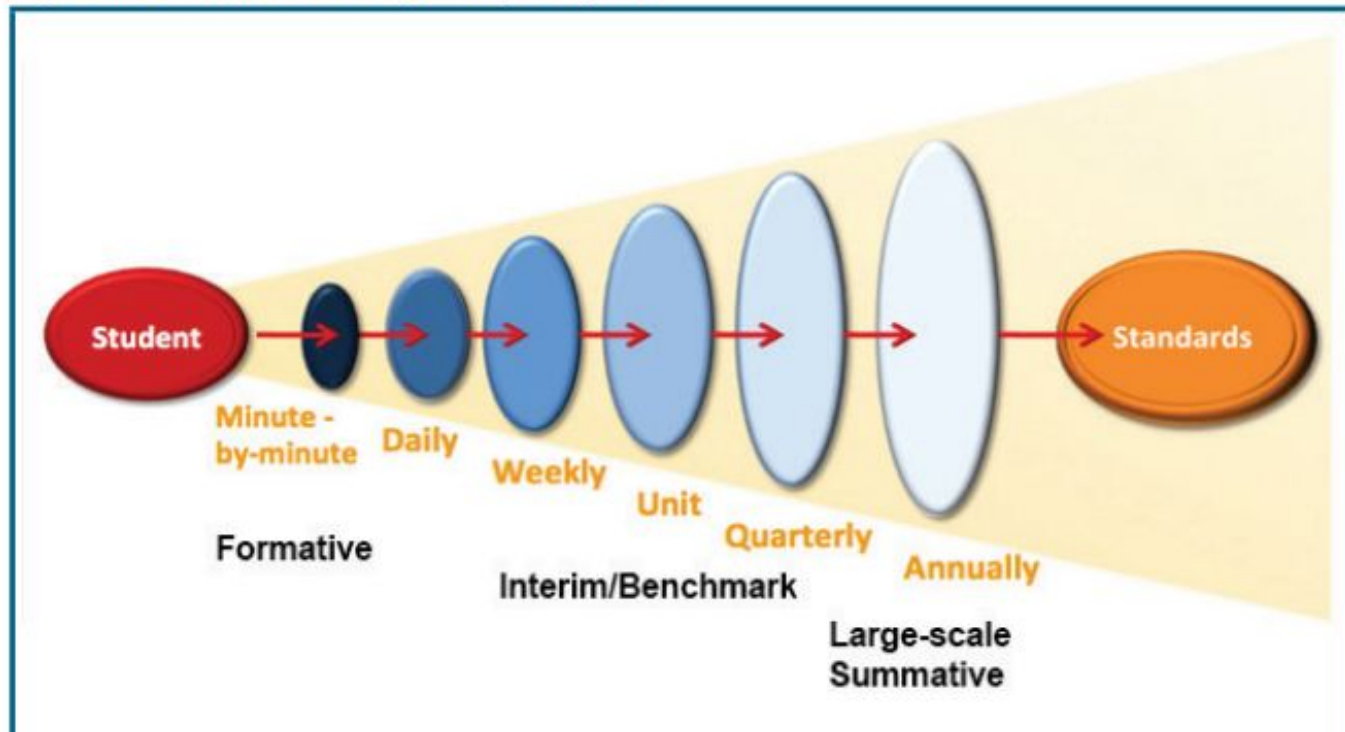 Student
Standards
Minute -
by-minute
Daily
Weekly
Unit
Quarterly
Annually
Formative
Interim/Benchmark
Large-scale
Summative